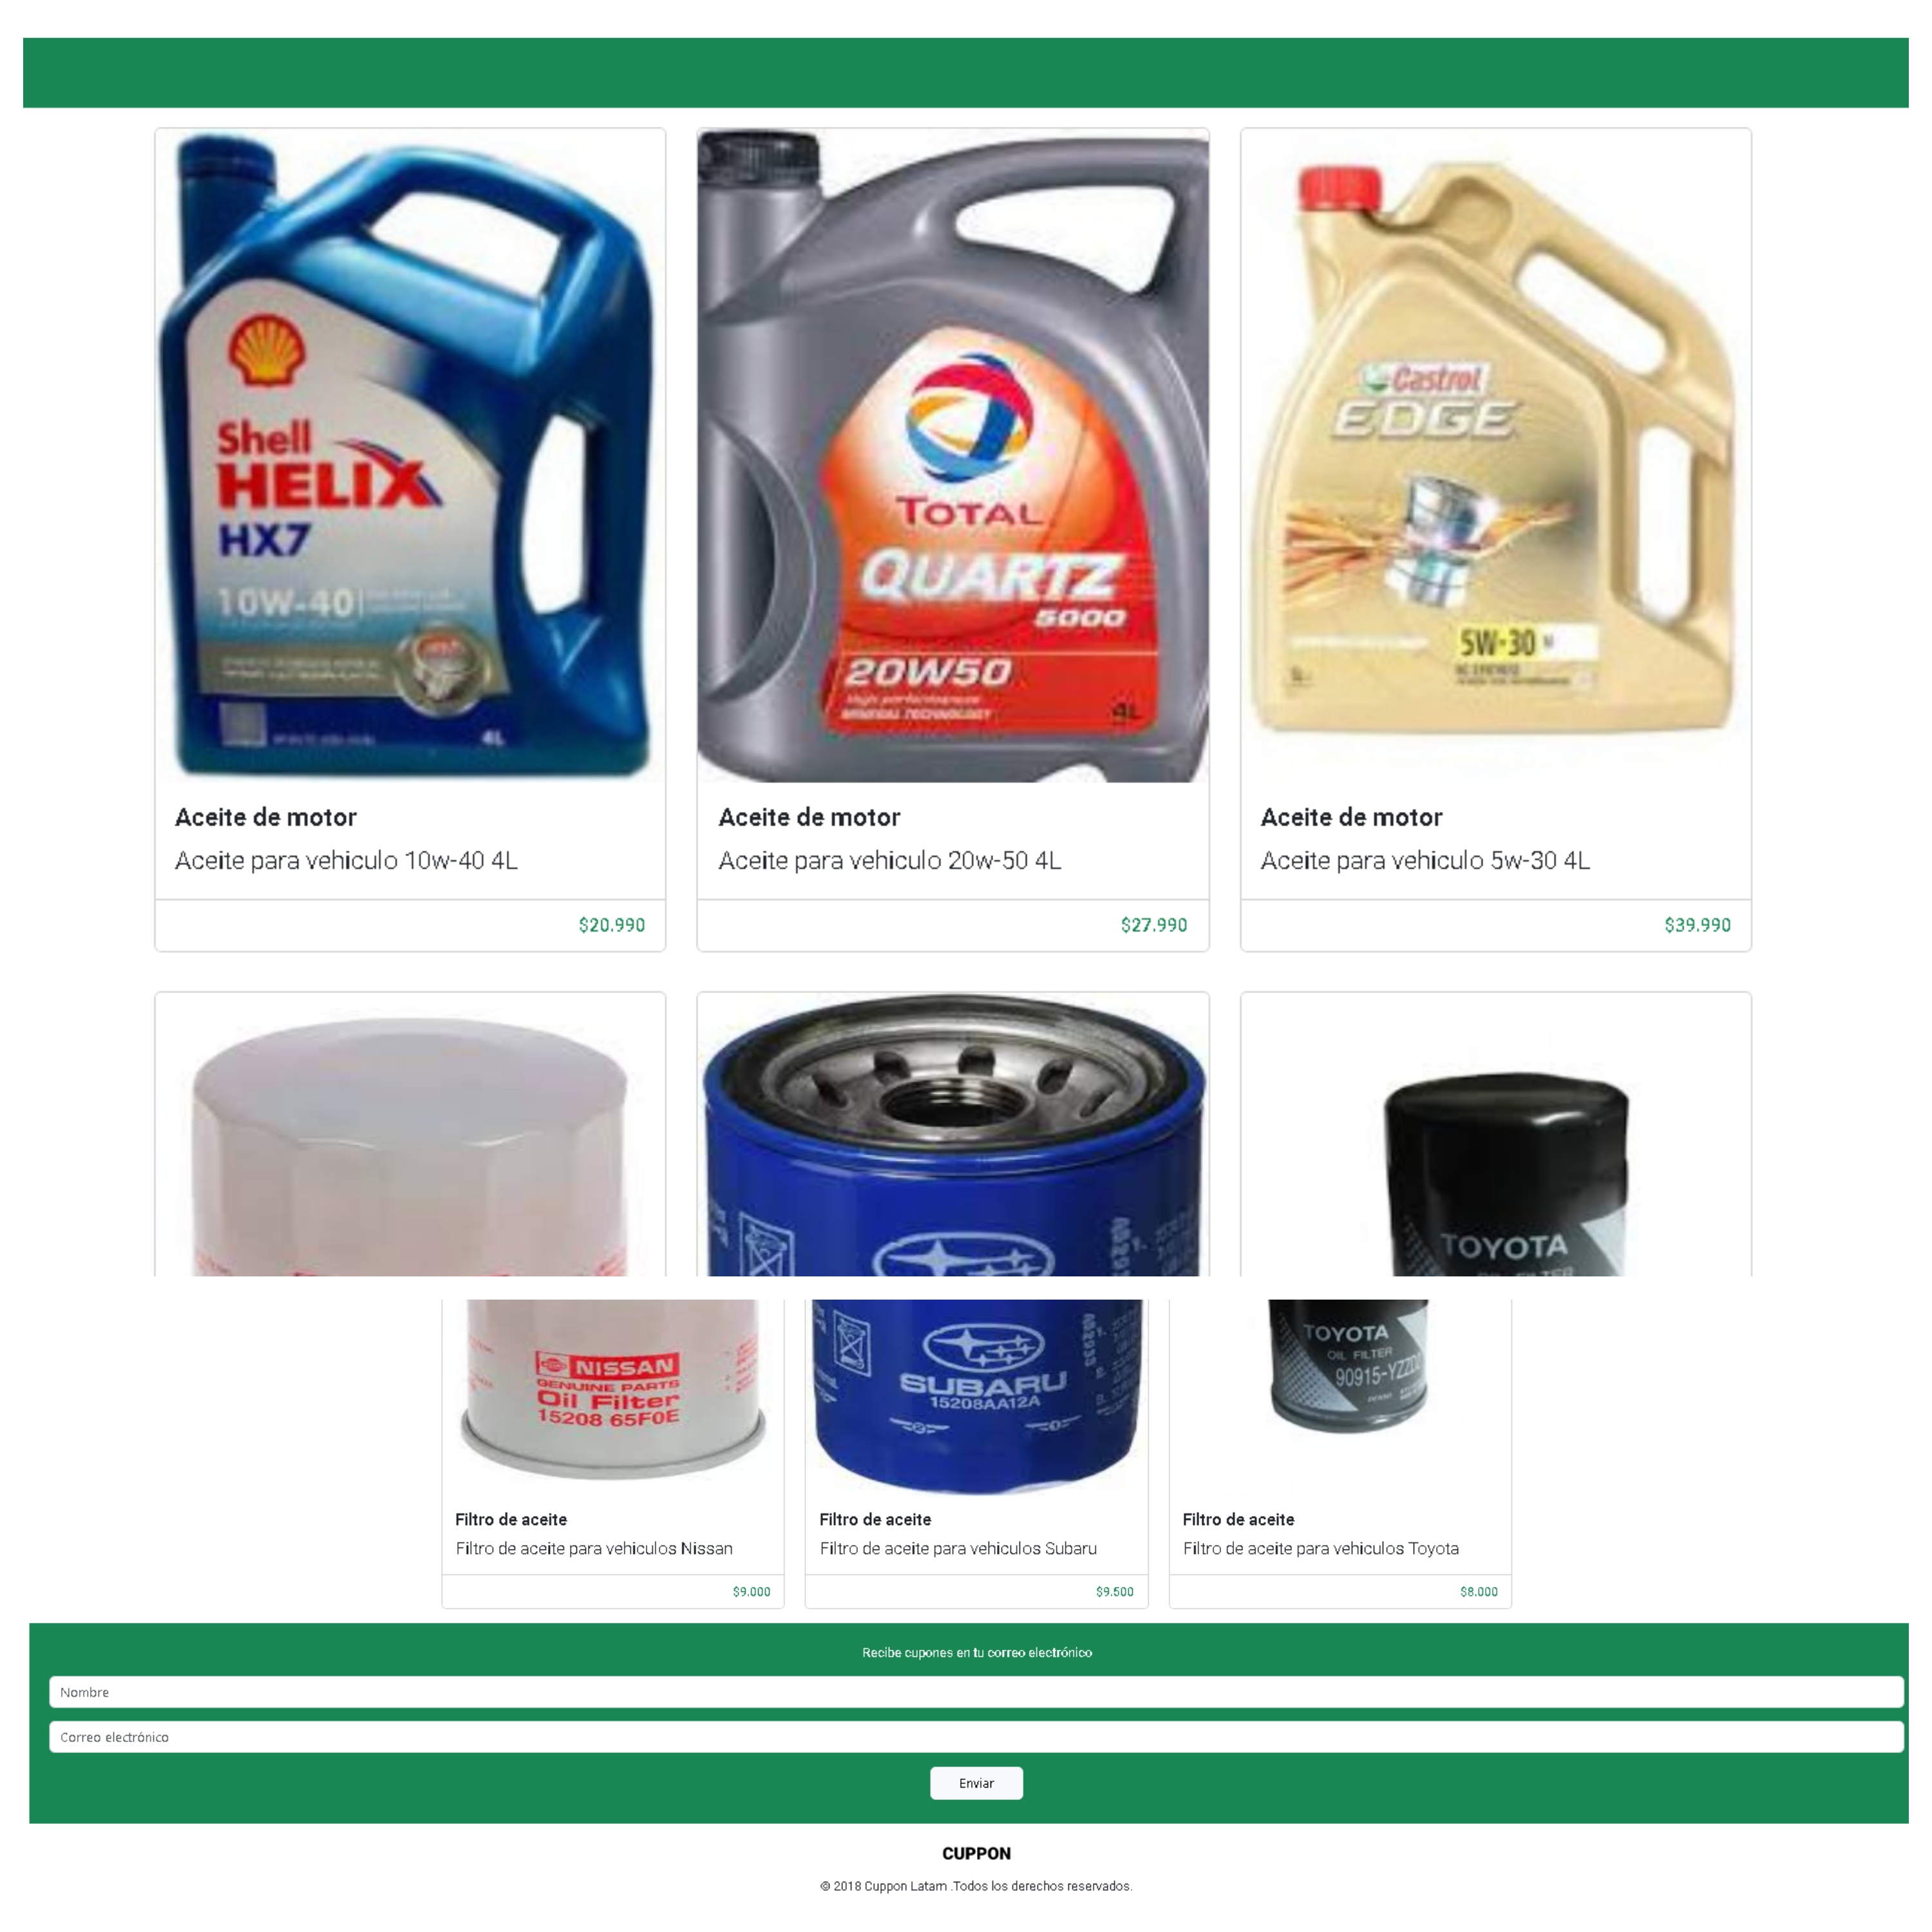 Shell
HELIX
HX7
10W-40
4L
TOTAL
QUARTZ
5000
20W50
High performance
MINERAL TECHNOLOGY
4L
Castrol
EDGE
5W-30
Aceite de motor
Aceite para vehiculo 10w-40 4L
$20.990
Aceite de motor
Aceite para vehiculo 20w-50 4L
$27.990
Aceite de motor
Aceite para vehiculo 5w-30 4L
$39.990
TOYOTA
NISSAN
GENUINE PARTS
Oil Filter
15208 65F0E
SUBARU
15208AA12A
TOYOTA
OIL FILTER
Filtro de aceite
Filtro de aceite para vehiculos Nissan
$9.000
Filtro de aceite
Filtro de aceite para vehiculos Subaru
$9.500
Filtro de aceite
Filtro de aceite para vehiculos Toyota
$8.000
Recibe cupones en tu correo electrónico
Nombre
Correo electrónico
Enviar
CUPPON
© 2018 Cuppon Latam .Todos los derechos reservados.